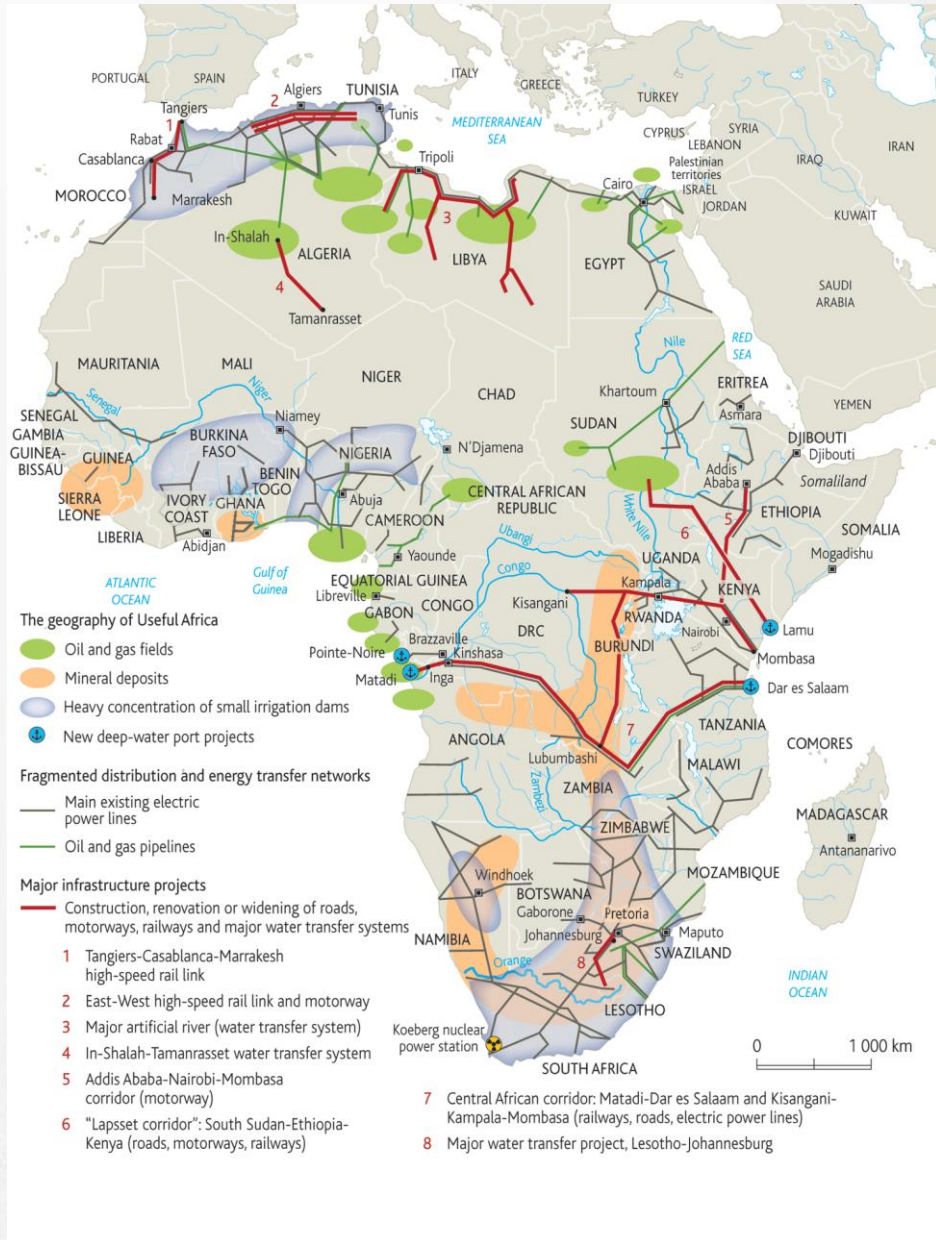 PORTUGAL
SPAIN
ITALY
GREECE
TURKEY
CYPRUS
SYRIA
LEBANON
IRAQ
IRAN
Palestinian
territories
ISRAEL
JORDAN
KUWAIT
SAUDI
ARABIA
YEMEN
MEDITERRANEAN
SEA
RED
SEA
Tangiers
1
Rabat
Casablanca
MOROCCO
Marrakesh
2
Algiers
TUNISIA
Tunis
Tripoli
3
Cairo
In-Shalah
ALGERIA
LIBYA
EGYPT
4
Tamanrasset
MAURITANIA
MALI
NIGER
CHAD
Nile
Khartoum
ERITREA
Asmara
SUDAN
DJIBOUTI
Djibouti
Somaliland
Senegal
Niger
Niamey
SENEGAL
GAMBIA
GUINEA-
BISSAU
GUINEA
SIERRA
LEONE
LIBERIA
BURKINA
FASO
IVORY
COAST
GHANA
BENIN
TOGO
NIGERIA
Abuja
Abidjan
N'Djamena
CAMEROON
Yaounde
CENTRAL AFRICAN
REPUBLIC
White Nile
Addis
Ababa
5
ETHIOPIA
6
SOMALIA
Mogadishu
ATLANTIC
OCEAN
Gulf of
Guinea
EQUATORIAL GUINEA
Libreville
GABON
CONGO
Ubangi
Congo
Kisangani
DRC
UGANDA
Kampala
RWANDA
KENYA
Nairobi
BURUNDI
Lamu
Mombasa
Brazzaville
Pointe-Noire
Kinshasa
Matadi
Inga
Dar es Salaam
TANZANIA
7
ANGOLA
Lubumbashi
ZAMBIA
Zambezi
MALAWI
COMORES
MADAGASCAR
Antananarivo
ZIMBABWE
MOZAMBIQUE
Windhoek
BOTSWANA
Gaborone
Pretoria
Johannesburg
Maputo
SWAZILAND
NAMIBIA
Orange
8
LESOTHO
Koeberg nuclear
power station
SOUTH AFRICA
INDIAN
OCEAN
0
1 000 km
The geography of Useful Africa
Oil and gas fields
Mineral deposits
Heavy concentration of small irrigation dams
New deep-water port projects
Fragmented distribution and energy transfer networks
Main existing electric
power lines
Oil and gas pipelines
Major infrastructure projects
Construction, renovation or widening of roads,
motorways, railways and major water transfer systems
1 Tangiers-Casablanca-Marrakesh
high-speed rail link
2 East-West high-speed rail link and motorway
3 Major artificial river (water transfer system)
4 In-Shalah-Tamanrasset water transfer system
5 Addis Ababa-Nairobi-Mombasa
corridor (motorway)
6 "Lapsset corridor": South Sudan-Ethiopia-
Kenya (roads, motorways, railways)
7 Central African corridor: Matadi-Dar es Salaam and Kisangani-
Kampala-Mombasa (railways, roads, electric power lines)
8 Major water transfer project, Lesotho-Johannesburg